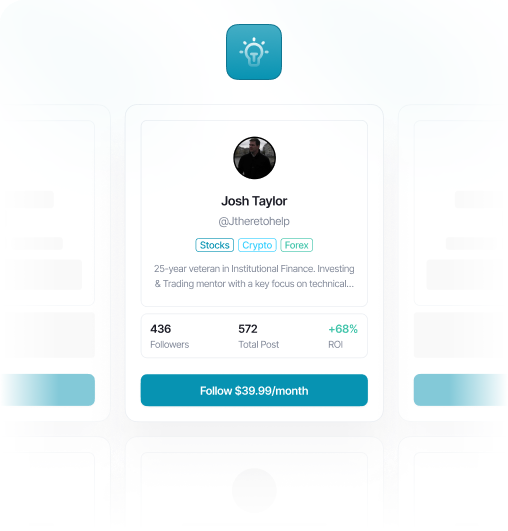 Josh Taylor
@Jtheretohelp
Stocks Crypto Forex
25-year veteran in Institutional Finance. Investing
& Trading mentor with a key focus on technical...
436 572 +68%
Followers Total Post ROI
Follow $39.99/month